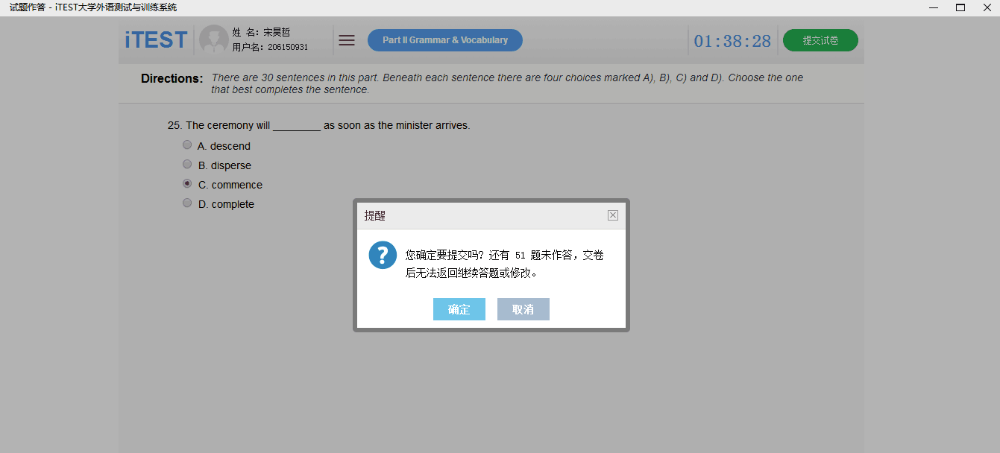 试题作答 - iTEST大学外语测试与训练系统
iTEST
姓 名: 宋昊哲
用户名: 206150931
Part II Grammar & Vocabulary
01:38:28
提交试卷
Directions: There are 30 sentences in this part. Beneath each sentence there are four choices marked A), B), C) and D). Choose the one
that best completes the sentence.
25. The ceremony will ________ as soon as the minister arrives.
A. descend
B. disperse
C. commence
D. complete
提醒
您确定要提交吗? 还有 51 题未作答, 交卷
后无法返回继续答题或修改。
确定
取消